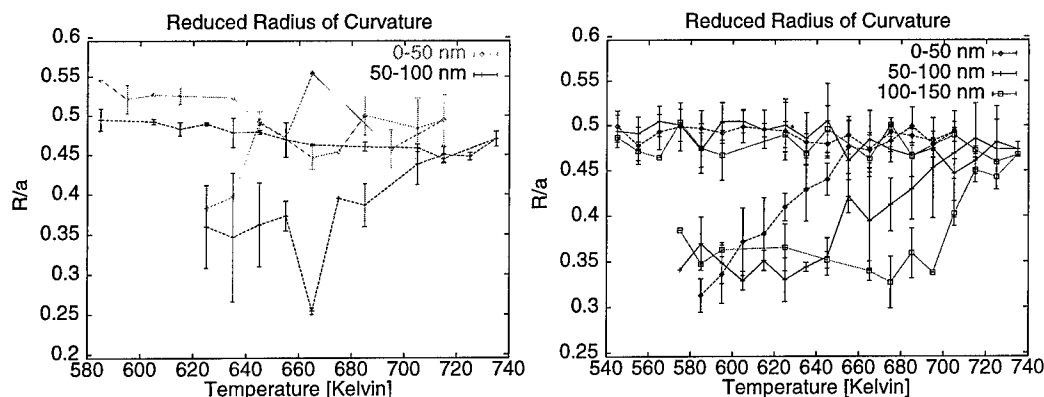 Reduced Radius of Curvature
0.6
0.55
0.5
0.45
0.4
0.35
0.3
0.25
0.2
R/a
0-50 nm
50-100 nm
580 600 620 640 660 680 700 720 740
Temperature [Kelvin]
Reduced Radius of Curvature
0.6
0.55
0.5
0.45
0.4
0.35
0.3
0.25
R/a
0-50 nm
50-100 nm
100-150 nm
540 560 580 600 620 640 660 680 700 720 740
Temperature [Kelvin]